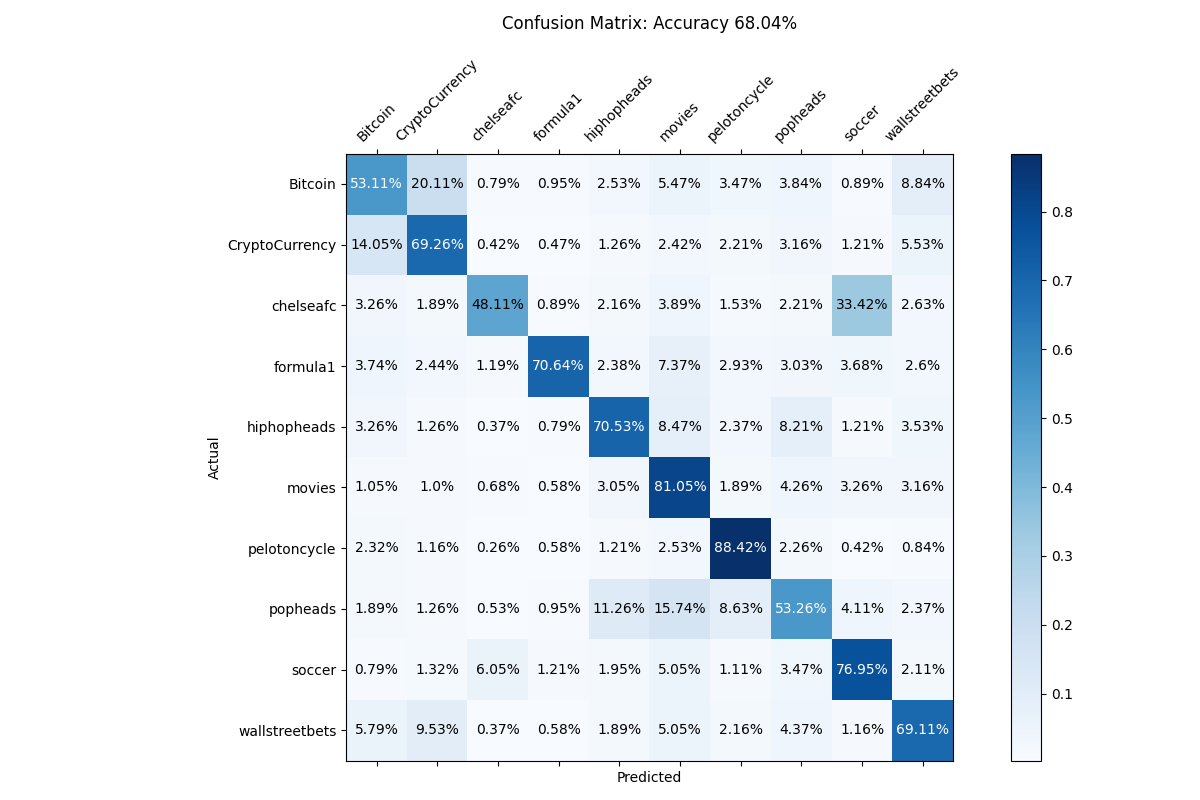 Confusion Matrix: Accuracy 68.04%
Bitcoin CryptoCurrency chelseafc formula1 hiphopheads movies pelotoncycle popheads soccer wallstreetbets
Bitcoin 53.11% 20.11% 0.79% 0.95% 2.53% 5.47% 3.47% 3.84% 0.89% 8.84%
CryptoCurrency 14.05% 69.26% 0.42% 0.47% 1.26% 2.42% 2.21% 3.16% 1.21% 5.53%
chelseafc 3.26% 1.89% 48.11% 0.89% 2.16% 3.89% 1.53% 2.21% 33.42% 2.63%
formula1 3.74% 2.44% 1.19% 70.64% 2.38% 7.37% 2.93% 3.03% 3.68% 2.6%
hiphopheads 3.26% 1.26% 0.37% 0.79% 70.53% 8.47% 2.37% 8.21% 1.21% 3.53%
movies 1.05% 1.0% 0.68% 0.58% 3.05% 81.05% 1.89% 4.26% 3.26% 3.16%
pelotoncycle 2.32% 1.16% 0.26% 0.58% 1.21% 2.53% 88.42% 2.26% 0.42% 0.84%
popheads 1.89% 1.26% 0.53% 0.95% 11.26% 15.74% 8.63% 53.26% 4.11% 2.37%
soccer 0.79% 1.32% 6.05% 1.21% 1.95% 5.05% 1.11% 3.47% 76.95% 2.11%
wallstreetbets 5.79% 9.53% 0.37% 0.58% 1.89% 5.05% 2.16% 4.37% 1.16% 69.11%
Actual
Predicted
0.8
0.7
0.6
0.5
0.4
0.3
0.2
0.1